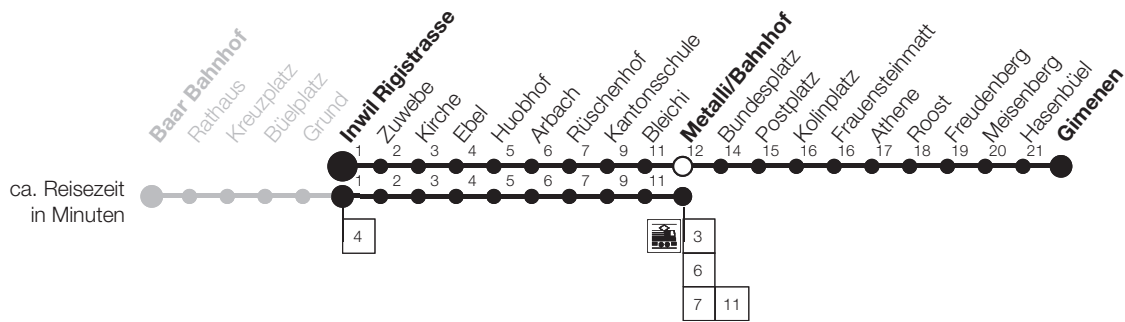 Baar Bahnhof
Rathaus
Kreuzplatz
Büelplatz
Grund
Inwil Rigistrasse
Zuwebe
Kirche
Ebel
Huobhof
Arbach
Rüschenhof
Kantonsschule
Bleichi
Metalli/Bahnhof
Bundesplatz
Postplatz
Kolinplatz
Frauensteinmatt
Athene
Roost
Freudenberg
Meisenberg
Hasenbüel
Girnenen
1 2 3 4 5 6 7 9 11 12 14 15 16 16 17 18 19 20 21
ca. Reisezeit
in Minuten
1 2 3 4 5 6 7 9 11
4
3
6
7 11